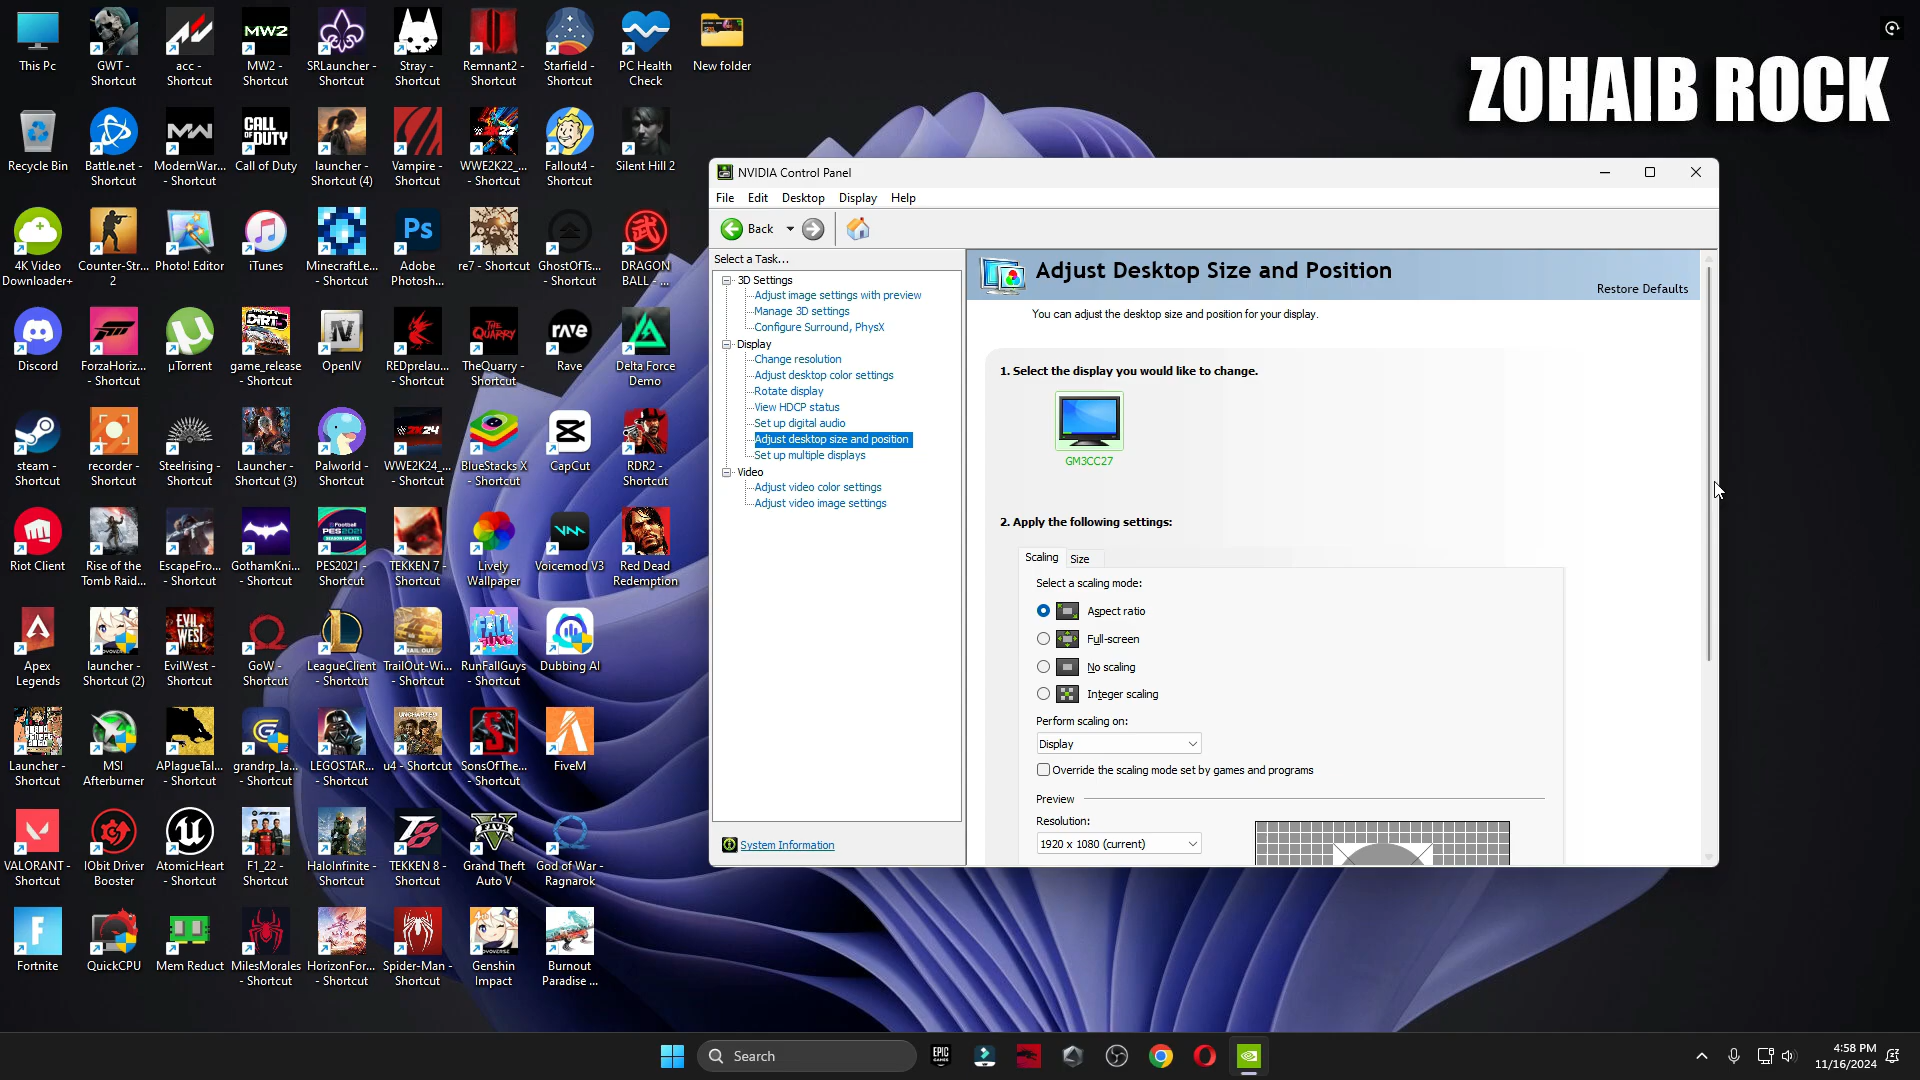 This Pc
GWT -
Shortcut
acc -
Shortcut
MW2
MW2 -
Shortcut
SRLauncher -
Shortcut
Stray -
Shortcut
Remnant2 -
Shortcut
Starfield -
Shortcut
PC Health
Check
New folder
ZOHAIB ROCK
Recycle Bin
Battle.net -
Shortcut
ModernWar...
- Shortcut
CALL OF DUTY
Call of Duty
launcher -
Shortcut (4)
Vampire -
Shortcut
WWE2K22_...
- Shortcut
Fallout4 -
Shortcut
Silent Hill 2
4K Video
Downloader+
Counter-Str...
2
Photo! Editor
iTunes
MinecraftLe...
- Shortcut
Ps
Adobe
Photosh...
re7 - Shortcut
GhostOfTs...
- Shortcut
DRAGON
BALL - ...
Discord
ForzaHoriz...
- Shortcut
µTorrent
game_release
- Shortcut
OpenIV
REDprelau...
- Shortcut
TheQuarry -
Shortcut
Rave
Delta Force
Demo
steam -
Shortcut
recorder -
Shortcut
Steelrising -
Shortcut
Launcher -
Shortcut (3)
Palworld -
Shortcut
WWE2K24_...
- Shortcut
BlueStacks X
- Shortcut
CapCut
RDR2 -
Shortcut
Riot Client
Rise of the
Tomb Raid...
EscapeFro...
- Shortcut
GothamKni...
- Shortcut
PES2021 -
Shortcut
TEKKEN 7 -
Shortcut
Lively
Wallpaper
Voicemod V3
Red Dead
Redemption
Apex
Legends
launcher -
Shortcut (2)
EVIL WEST
EvilWest -
Shortcut
GoW -
Shortcut
LeagueClient
- Shortcut
TrailOut-Wi...
- Shortcut
FALL GUYS
RunFallGuys
- Shortcut
Dubbing AI
Launcher -
Shortcut
MSI
Afterburner
APlagueTal...
- Shortcut
grandrp_la...
- Shortcut
LEGOSTAR...
- Shortcut
UNCHARTED
u4 - Shortcut
SonsOfThe...
- Shortcut
FiveM
VALORANT -
Shortcut
IObit Driver
Booster
AtomicHeart
- Shortcut
F1_22 -
Shortcut
HaloInfinite -
Shortcut
TEKKEN 8 -
Shortcut
Grand Theft
Auto V
God of War -
Ragnarok
Fortnite
QuickCPU
Mem Reduct
MilesMorales
- Shortcut
HorizonFor...
- Shortcut
Spider-Man -
Shortcut
Genshin
Impact
Burnout
Paradise ...
NVIDIA Control Panel
File Edit Desktop Display Help
Back
Select a Task...
3D Settings
Adjust image settings with preview
Manage 3D settings
Configure Surround, PhysX
Display
Change resolution
Adjust desktop color settings
Rotate display
View HDCP status
Set up digital audio
Adjust desktop size and position
Set up multiple displays
Video
Adjust video color settings
Adjust video image settings
System Information
Adjust Desktop Size and Position
Restore Defaults
You can adjust the desktop size and position for your display.
1. Select the display you would like to change.
GM3CC27
2. Apply the following settings:
Scaling Size
Select a scaling mode:
Aspect ratio
Full-screen
No scaling
Integer scaling
Perform scaling on:
Display
Override the scaling mode set by games and programs
Preview
Resolution:
1920 x 1080 (current)
Search
EPIC GAMES
4:58 PM
11/16/2024